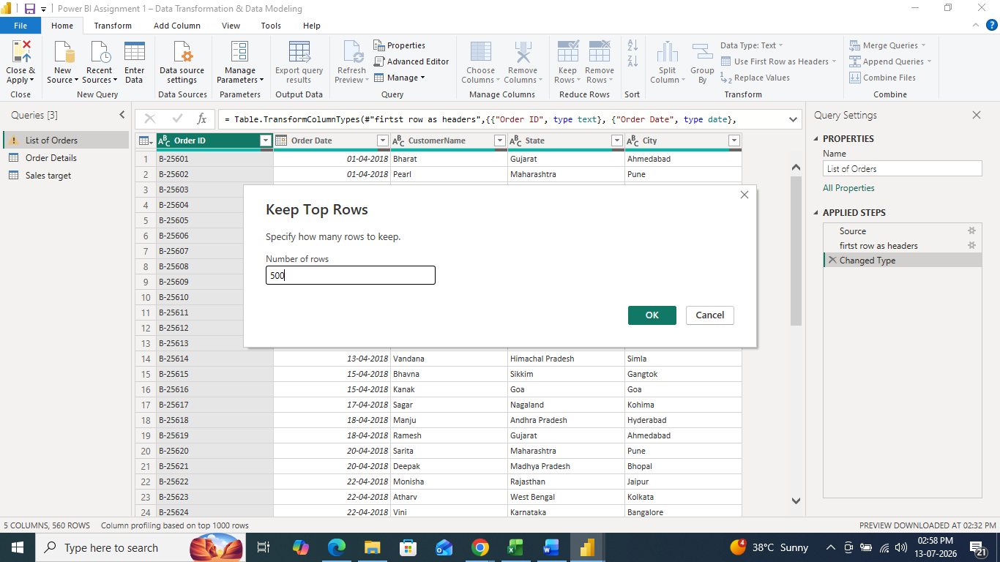 Power BI Assignment 1 – Data Transformation & Data Modeling
File Home Transform Add Column View Tools Help
Close & Apply
New Source
Recent Sources
Enter Data
Data source settings
Manage Parameters
Export query results
Refresh Preview
Properties
Advanced Editor
Manage
Choose Columns
Remove Columns
Keep Rows
Remove Rows
Split Column
Group By
Data Type: Text
Use First Row as Headers
Replace Values
Merge Queries
Append Queries
Combine Files
Close New Query Data Sources Parameters Output Data Query Manage Columns Reduce Rows Sort Transform Combine
Queries [3]
List of Orders
Order Details
Sales target
fx = Table.TransformColumnTypes(#"firtst row as headers",{{"Order ID", type text}, {"Order Date", type date},
Order ID Order Date CustomerName State City
1 B-25601 01-04-2018 Bharat Gujarat Ahmedabad
2 B-25602 01-04-2018 Pearl Maharashtra Pune
3 B-25603
4 B-25604
5 B-25605
6 B-25606
7 B-25607
8 B-25608
9 B-25609
10 B-25610
11 B-25611
12 B-25612
13 B-25613
14 B-25614 13-04-2018 Vandana Himachal Pradesh Simla
15 B-25615 15-04-2018 Bhavna Sikkim Gangtok
16 B-25616 15-04-2018 Kanak Goa Goa
17 B-25617 17-04-2018 Sagar Nagaland Kohima
18 B-25618 18-04-2018 Manju Andhra Pradesh Hyderabad
19 B-25619 18-04-2018 Ramesh Gujarat Ahmedabad
20 B-25620 20-04-2018 Sarita Maharashtra Pune
21 B-25621 20-04-2018 Deepak Madhya Pradesh Bhopal
22 B-25622 22-04-2018 Monisha Rajasthan Jaipur
23 B-25623 22-04-2018 Atharv West Bengal Kolkata
24 B-25624 22-04-2018 Vini Karnataka Bangalore
Keep Top Rows
Specify how many rows to keep.
Number of rows
500
OK Cancel
Query Settings
PROPERTIES
Name
List of Orders
All Properties
APPLIED STEPS
Source
firtst row as headers
Changed Type
5 COLUMNS, 560 ROWS Column profiling based on top 1000 rows
PREVIEW DOWNLOADED AT 02:32 PM
Type here to search
4
38°C Sunny
02:58 PM
13-07-2026
21